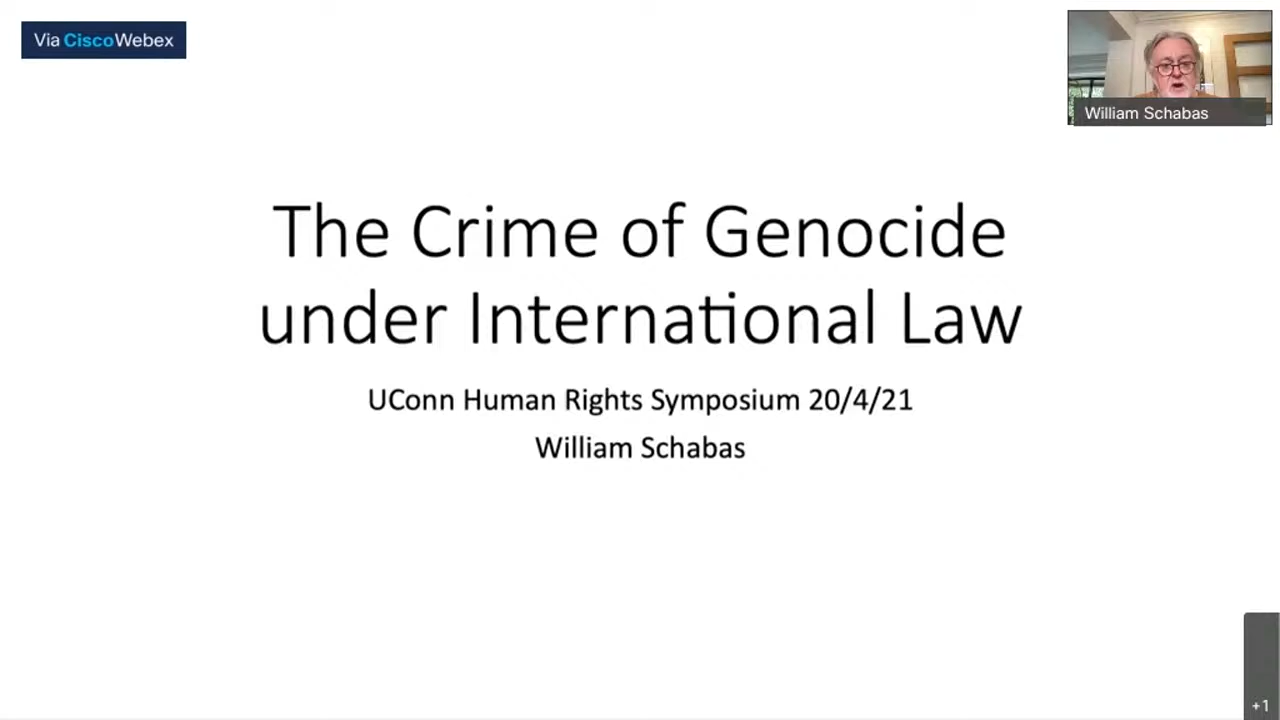 Via CiscoWebex
William Schabas
The Crime of Genocide
under International Law
UConn Human Rights Symposium 20/4/21
William Schabas
+1